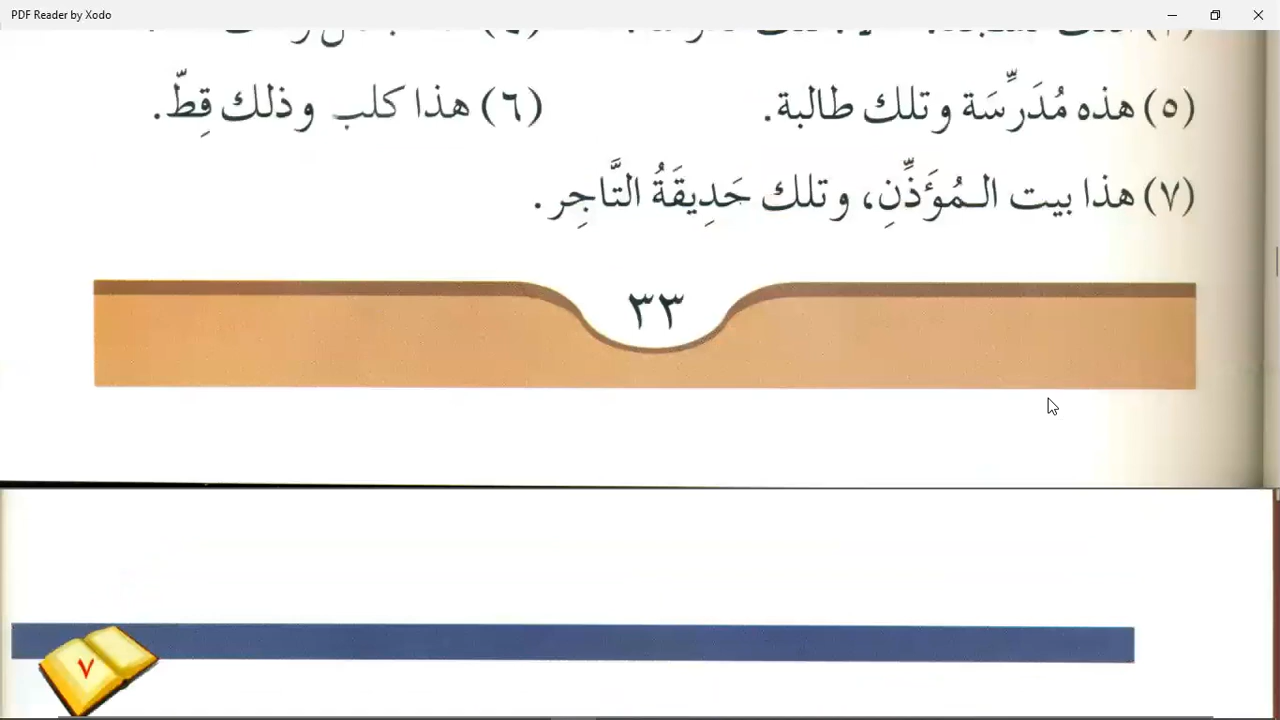 PDF Reader by Xodo
(٥) هذه مُدَرِّسَة وتلك طالبة. (٦) هذا كلب وذلك قِطّ.
(٧) هذا بيت الـمُؤَذِّنِ، وتلك حَدِيقَةُ التَّاجِر.
٣٣
٧